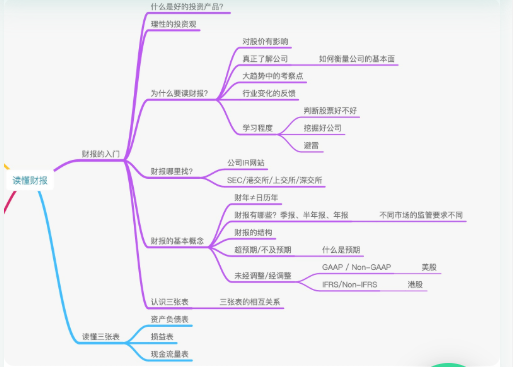 什么是好的投资产品?
理性的投资观
对股价有影响
真正了解公司
如何衡量公司的基本面
为什么要读财报?
大趋势中的考察点
行业变化的反馈
学习程度
判断股票好不好
挖掘好公司
避雷
财报的入门
财报哪里找?
公司IR网站
SEC/港交所/上交所/深交所
读懂财报
财报的基本概念
财年≠日历年
财报有哪些? 季报、半年报、年报
不同市场的监管要求不同
财报的结构
超预期/不及预期
什么是预期
未经调整/经调整
GAAP / Non-GAAP
美股
IFRS/Non-IFRS
港股
认识三张表
三张表的相互关系
读懂三张表
资产负债表
损益表
现金流量表